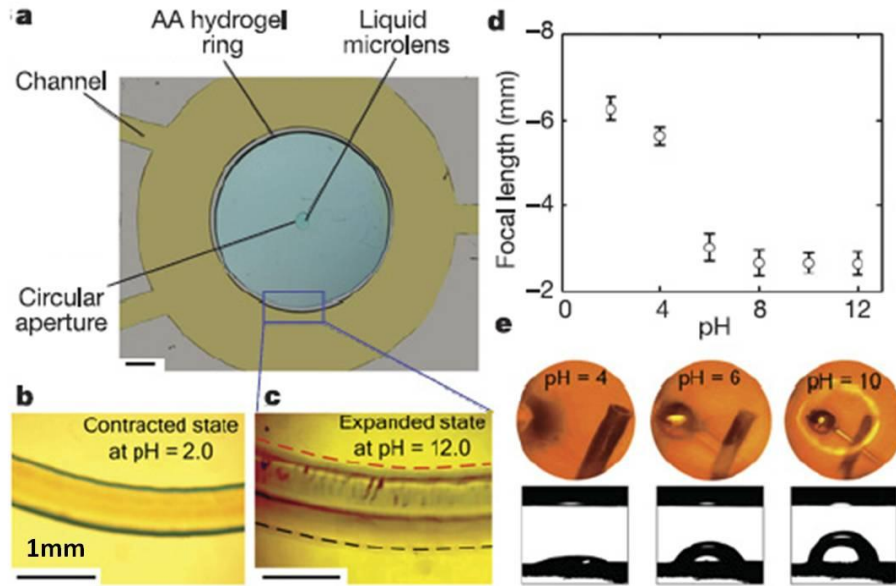 a
AA hydrogel
ring
Liquid
microlens
Channel
Circular
aperture
b
Contracted state
at pH = 2.0
1mm
c
Expanded state
at pH = 12.0
d
Focal length (mm)
–8
–6
–4
–2
0
4
8
12
pH
e
pH = 4
pH = 6
pH = 10